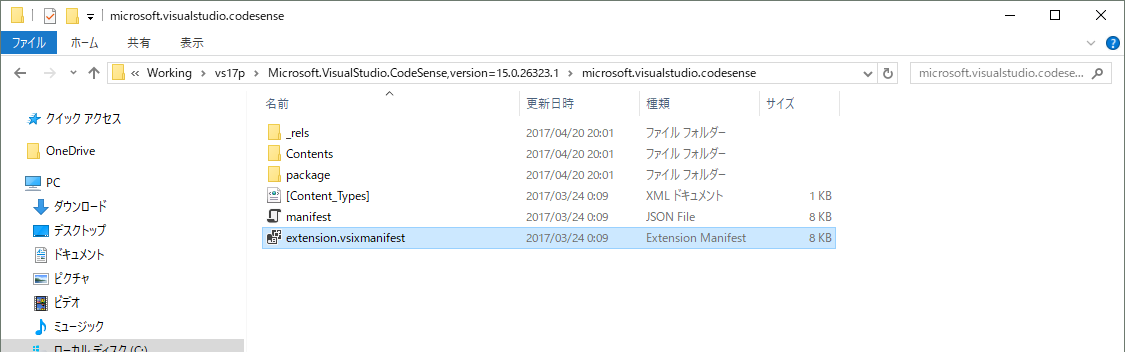 microsoft.visualstudio.codesense
ファイル ホーム 共有 表示
« Working › vs17p › Microsoft.VisualStudio.CodeSense,version=15.0.26323.1 › microsoft.visualstudio.codesense
microsoft.visualstudio.codese...
名前 更新日時 種類 サイズ
クイック アクセス
OneDrive
PC
ダウンロード
デスクトップ
ドキュメント
ピクチャ
ビデオ
ミュージック
ローカル ディスク (C:)
_rels 2017/04/20 20:01 ファイル フォルダー
Contents 2017/04/20 20:01 ファイル フォルダー
package 2017/04/20 20:01 ファイル フォルダー
[Content_Types] 2017/03/24 0:09 XML ドキュメント 1 KB
manifest 2017/03/24 0:09 JSON File 8 KB
extension.vsixmanifest 2017/03/24 0:09 Extension Manifest 8 KB